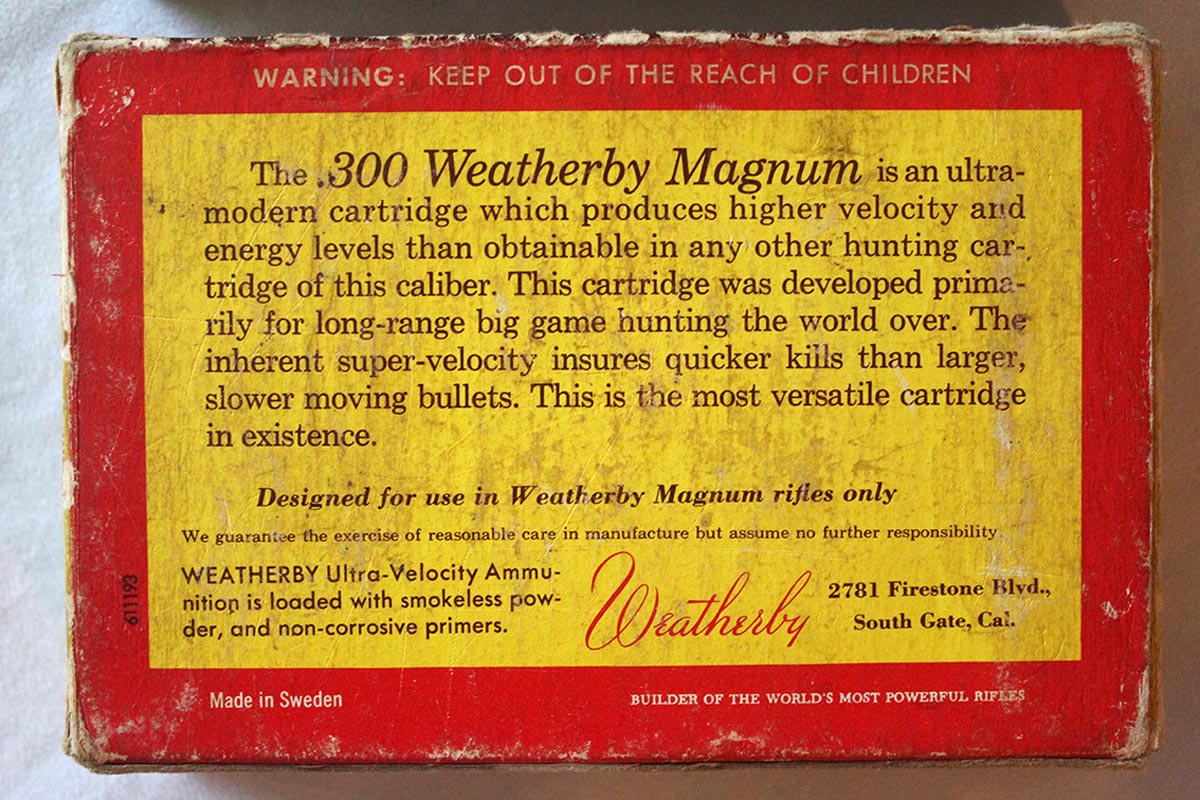 WARNING: KEEP OUT OF THE REACH OF CHILDREN
The .300 Weatherby Magnum is an ultra-
modern cartridge which produces higher velocity and
energy levels than obtainable in any other hunting car-
tridge of this caliber. This cartridge was developed prima-
rily for long-range big game hunting the world over. The
inherent super-velocity insures quicker kills than larger,
slower moving bullets. This is the most versatile cartridge
in existence.
Designed for use in Weatherby Magnum rifles only
We guarantee the exercise of reasonable care in manufacture but assume no further responsibility.
WEATHERBY Ultra-Velocity Ammu-
nition is loaded with smokeless pow-
der, and non-corrosive primers.
Weatherby
2781 Firestone Blvd.,
South Gate, Cal.
611193
Made in Sweden
BUILDER OF THE WORLD'S MOST POWERFUL RIFLES